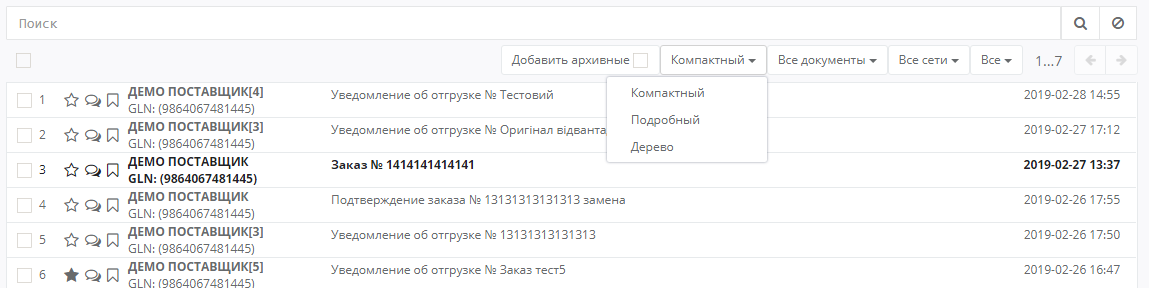 Поиск
Добавить архивные Компактный Все документы Все сети Все 1...7
Компактный
Подробный
Дерево
1 ДЕМО ПОСТАВЩИК[4] Уведомление об отгрузке № Тестовий 2019-02-28 14:55
GLN: (9864067481445)
2 ДЕМО ПОСТАВЩИК[3] Уведомление об отгрузке № Оригінал 2019-02-27 17:12
GLN: (9864067481445)
3 ДЕМО ПОСТАВЩИК Заказ № 1414141414141 2019-02-27 13:37
GLN: (9864067481445)
4 ДЕМО ПОСТАВЩИК Подтверждение заказа № 13131313131313 замена 2019-02-26 17:55
GLN: (9864067481445)
5 ДЕМО ПОСТАВЩИК[3] Уведомление об отгрузке № 13131313131313 2019-02-26 17:50
GLN: (9864067481445)
6 ДЕМО ПОСТАВЩИК[5] Уведомление об отгрузке № Заказ тест5 2019-02-26 16:47
GLN: (9864067481445)